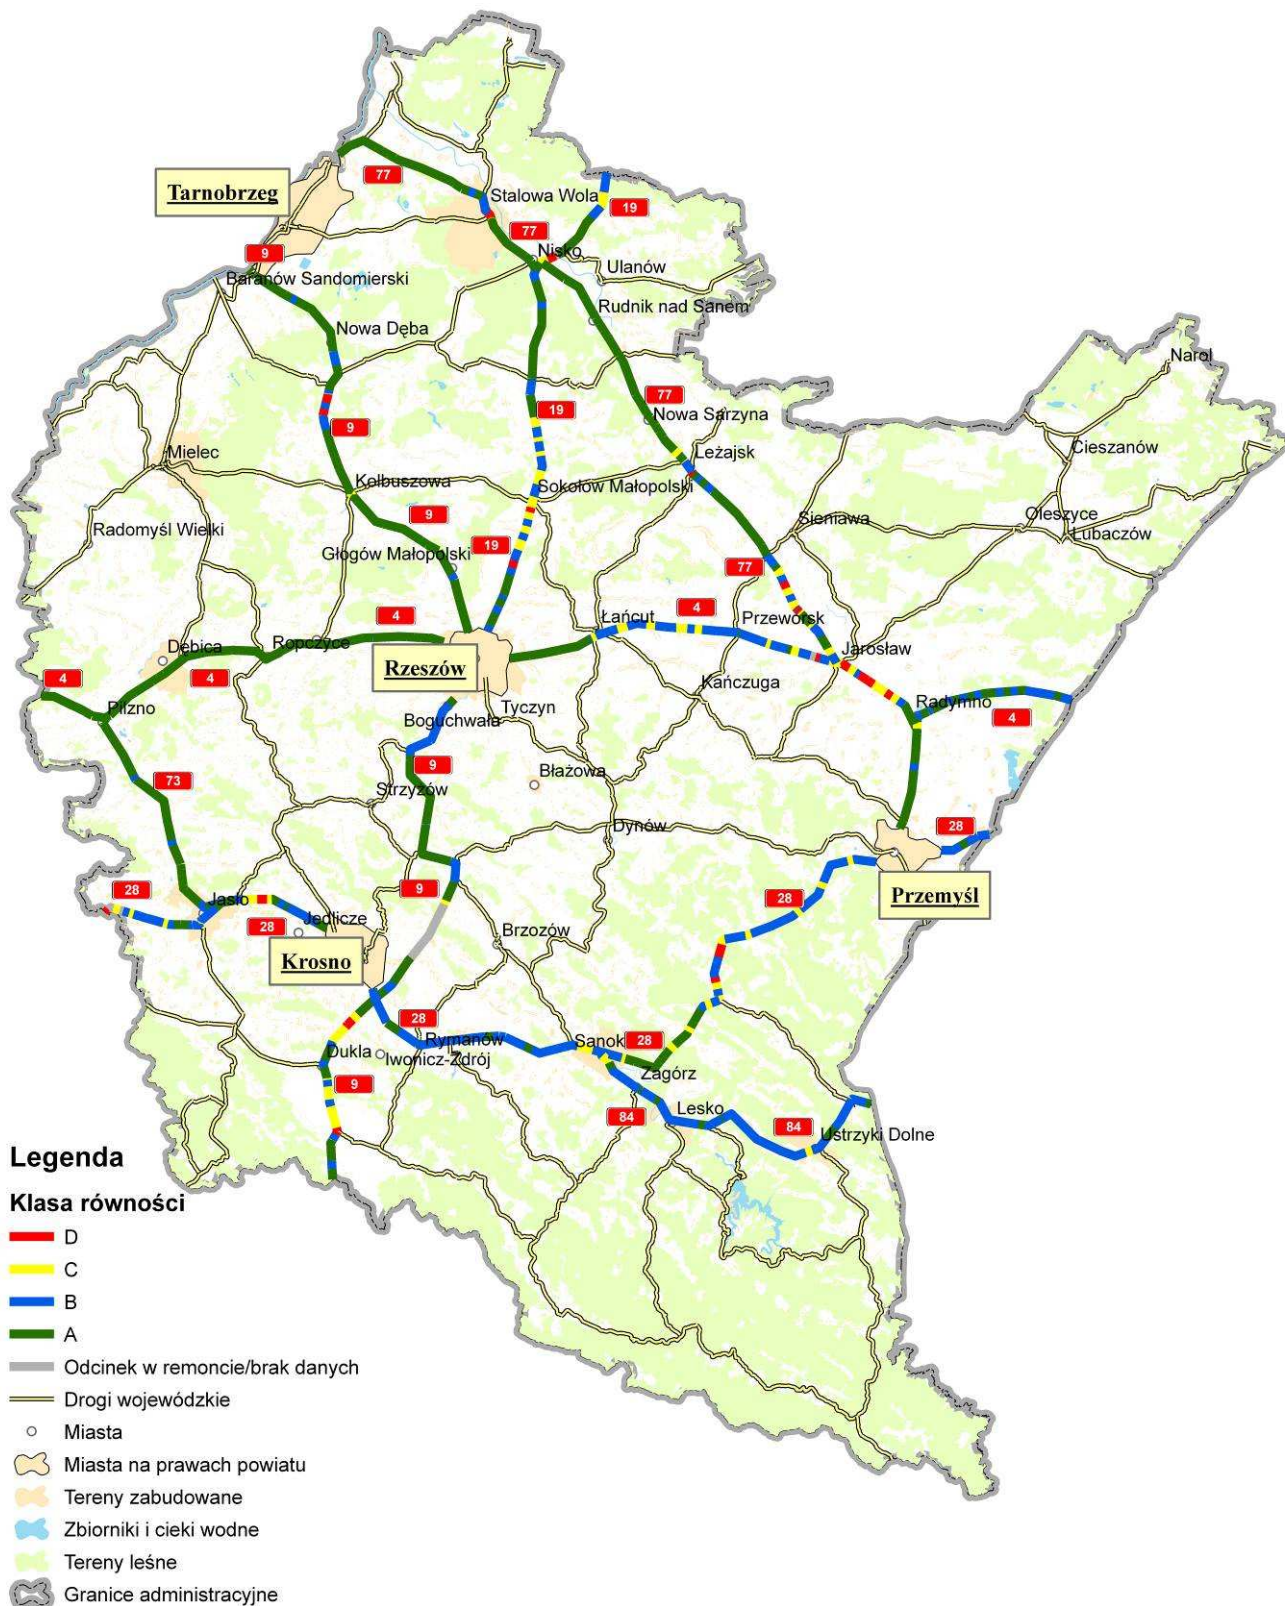 Tarnobrzeg
77
Stalowa Wola
19
77
9
Nisko
Ulanów
Baranów Sandomierski
Rudnik nad Sanem
Nowa Dęba
Narol
77
19
Nowa Sarzyna
9
Cieszanów
Mielec
Leżajsk
Kolbuszowa
Sokołów Małopolski
9
Oleszyce
Radomyśl Wielki
Sieniawa
Lubaczów
19
Głogów Małopolski
77
4
4
Łańcut
Przeworsk
Dębica
Ropczyce
Jarosław
Rzeszów
4
4
Kańczuga
Pilzno
Tyczyn
Radymno
Boguchwała
4
9
Błażowa
73
Strzyżów
Dynów
28
9
28
Jasło
Przemyśl
28
28
Jedlicze
Brzozów
Krosno
28
Rymanów
Sanok
28
Dukla
Iwonicz-Zdrój
Zagórz
9
Lesko
84
84
Ustrzyki Dolne
Legenda
Klasa równości
D
C
B
A
Odcinek w remoncie/brak danych
Drogi wojewódzkie
Miasta
Miasta na prawach powiatu
Tereny zabudowane
Zbiorniki i cieki wodne
Tereny leśne
Granice administracyjne